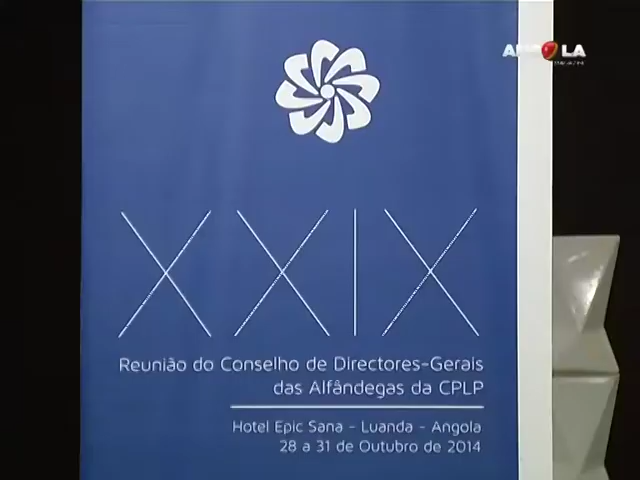 ANGOLA
XXIX
Reunião do Conselho de Directores-Gerais
das Alfândegas da CPLP
Hotel Epic Sana - Luanda - Angola
28 a 31 de Outubro de 2014